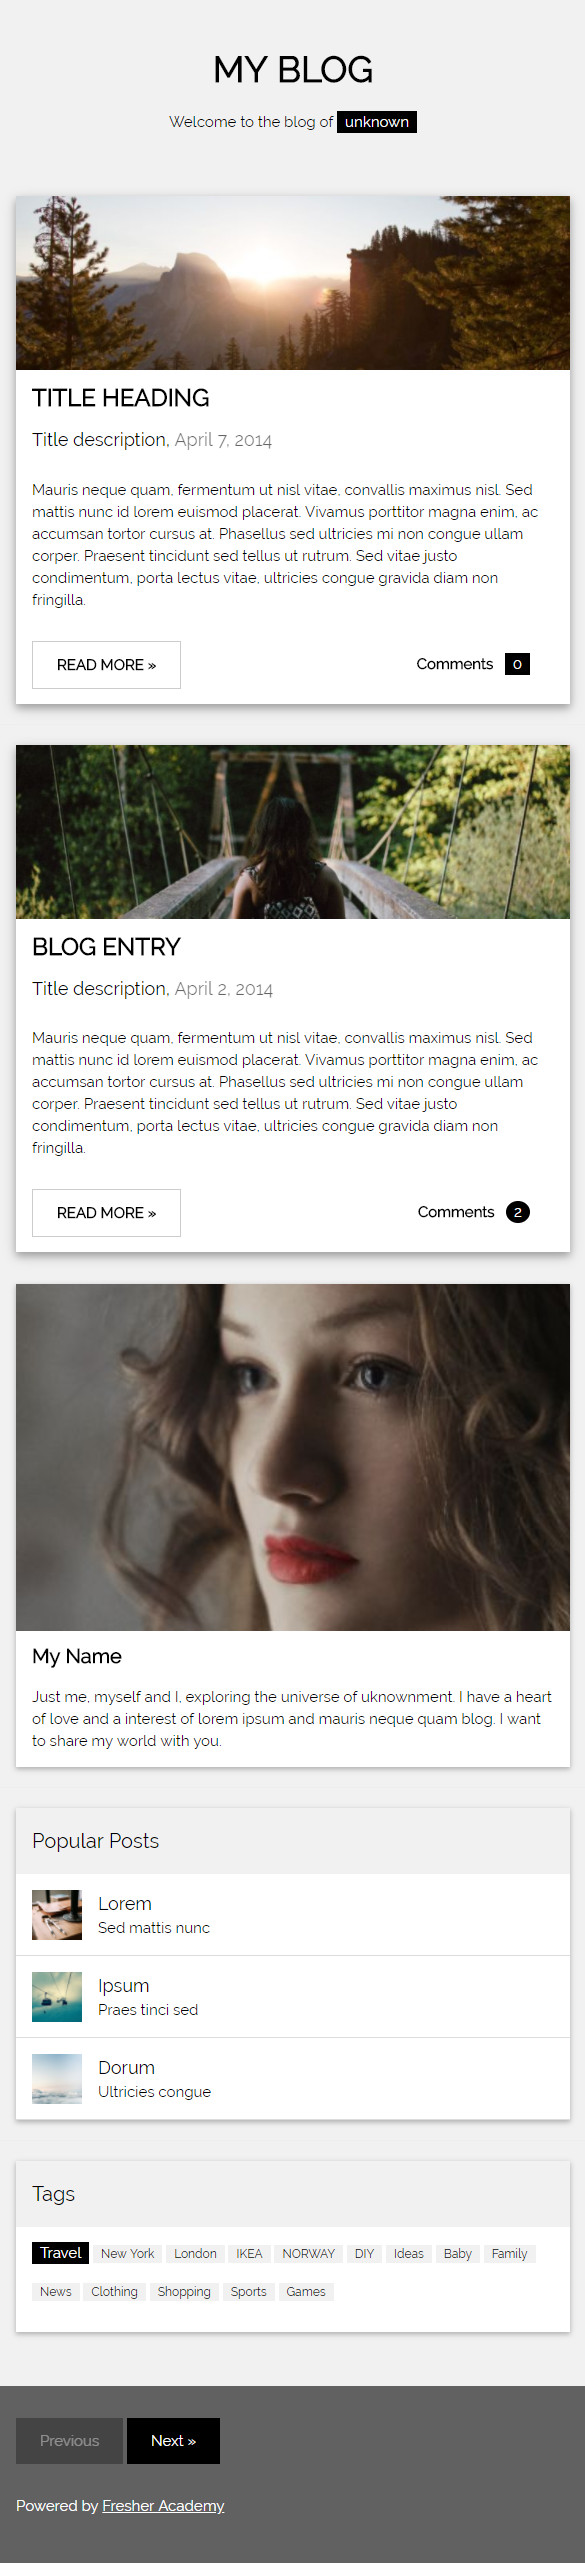 MY BLOG
Welcome to the blog of unknown
TITLE HEADING
Title description, April 7, 2014
Mauris neque quam, fermentum ut nisl vitae, convallis maximus nisl. Sed
mattis nunc id lorem euismod placerat. Vivamus porttitor magna enim, ac
accumsan tortor cursus at. Phasellus sed ultricies mi non congue ullam
corper. Praesent tincidunt sed tellus ut rutrum. Sed vitae justo
condimentum, porta lectus vitae, ultricies congue gravida diam non
fringilla.
READ MORE » Comments 0
BLOG ENTRY
Title description, April 2, 2014
Mauris neque quam, fermentum ut nisl vitae, convallis maximus nisl. Sed
mattis nunc id lorem euismod placerat. Vivamus porttitor magna enim, ac
accumsan tortor cursus at. Phasellus sed ultricies mi non congue ullam
corper. Praesent tincidunt sed tellus ut rutrum. Sed vitae justo
condimentum, porta lectus vitae, ultricies congue gravida diam non
fringilla.
READ MORE » Comments 2
My Name
Just me, myself and I, exploring the universe of uknownment. I have a heart
of love and a interest of lorem ipsum and mauris neque quam blog. I want
to share my world with you.
Popular Posts
Lorem
Sed mattis nunc
Ipsum
Praes tinci sed
Dorum
Ultricies congue
Tags
Travel New York London IKEA NORWAY DIY Ideas Baby Family
News Clothing Shopping Sports Games
Previous Next »
Powered by Fresher Academy